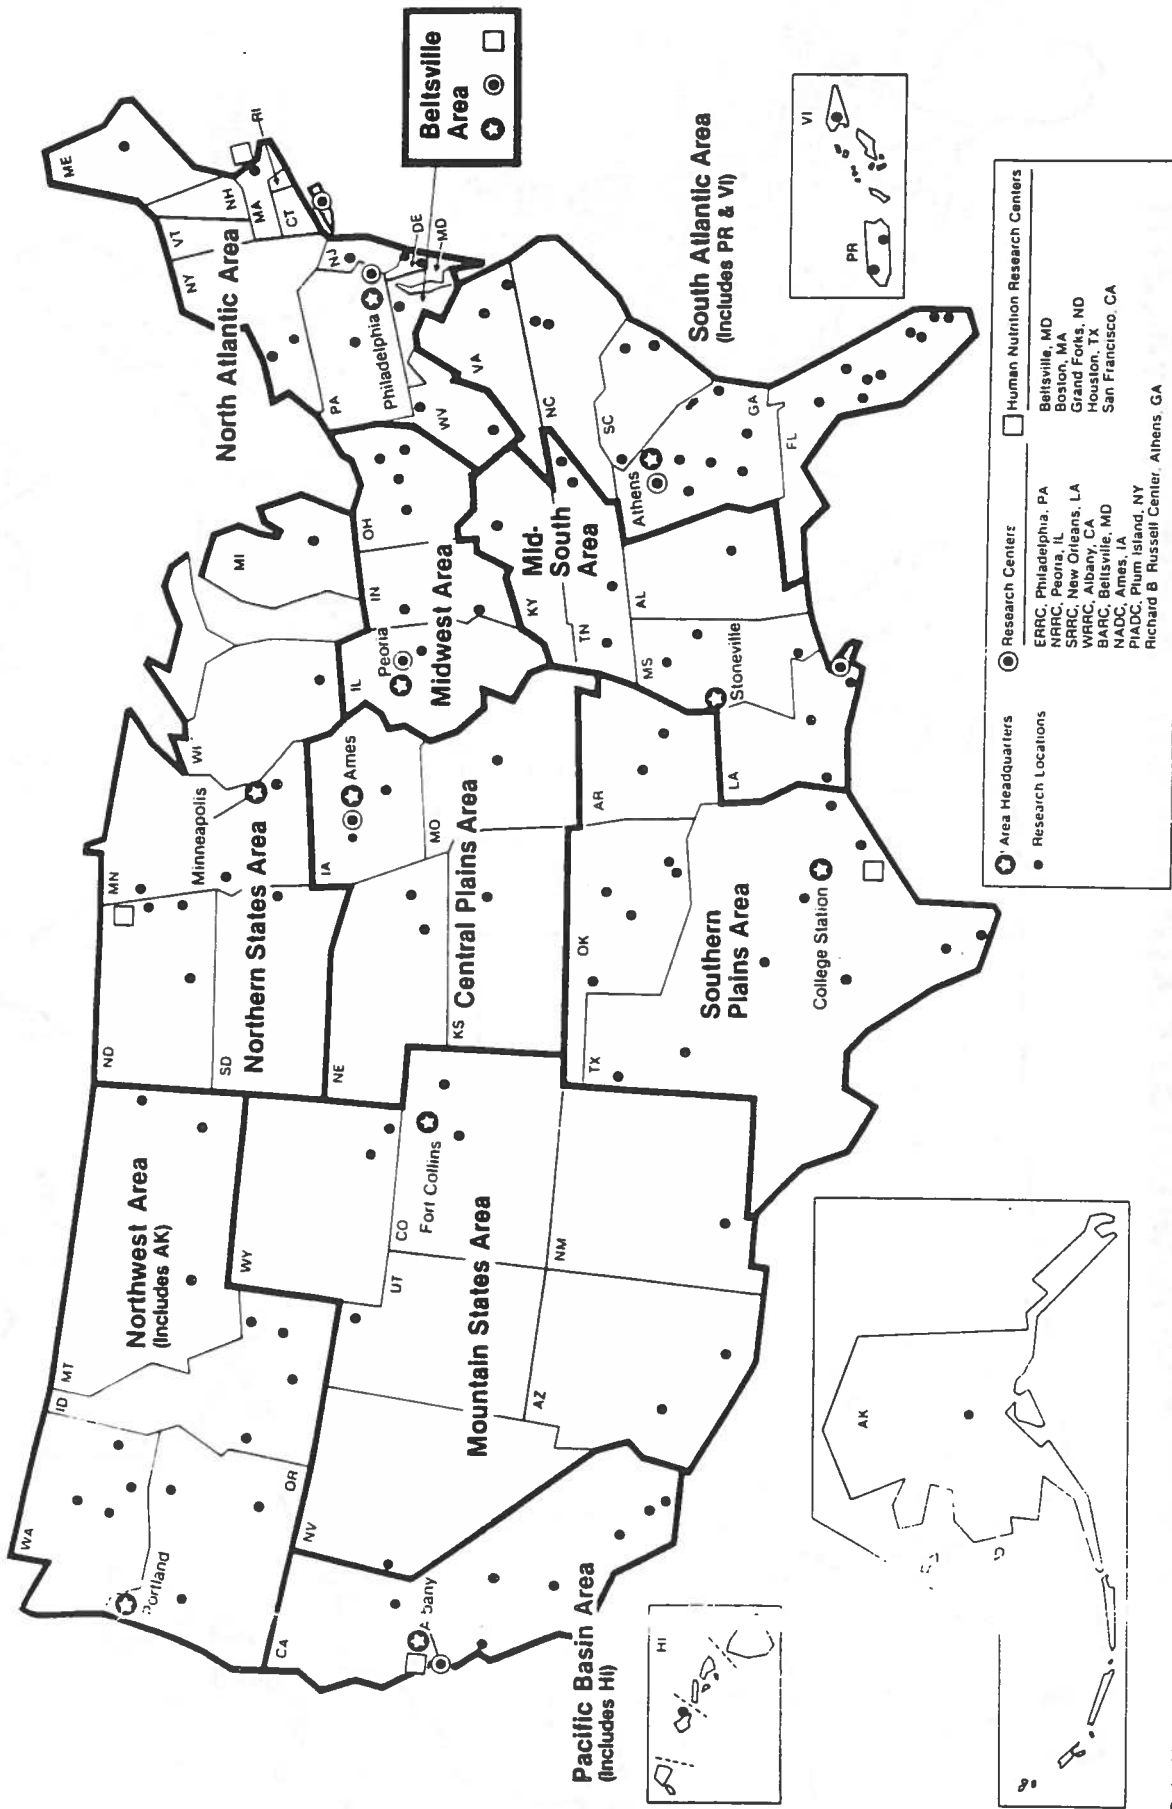 North Atlantic Area
ME
VT
NH
NY
MA
RI
CT
NJ
PA
Philadelphia
DE
MD
Beltsville
Area
Northwest Area
(Includes AK)
WA
MT
ID
OR
Northern States Area
ND
MN
SD
WI
MI
Minneapolis
Midwest Area
IL
IN
OH
Peoria
Central Plains Area
IA
Ames
NE
MO
KS
Mountain States Area
WY
CO
Fort Collins
UT
NV
AZ
NM
Mid-
South
Area
KY
TN
MS
AL
Stoneville
LA
South Atlantic Area
(Includes PR & VI)
WV
VA
NC
SC
GA
FL
Athens
PR
VI
Southern
Plains Area
OK
AR
TX
College Station
Pacific Basin Area
(Includes HI)
CA
HI
AK
Area Headquarters
Research Locations
Research Centers
ERRC, Philadelphia, PA
NRRC, Peoria, IL
SRRC, New Orleans, LA
WRRC, Albany, CA
BARC, Beltsville, MD
NADC, Ames, IA
PIADC, Plum Island, NY
Richard B Russell Center, Athens, GA
Human Nutrition Research Centers
Beltsville, MD
Boston, MA
Grand Forks, ND
Houston, TX
San Francisco, CA